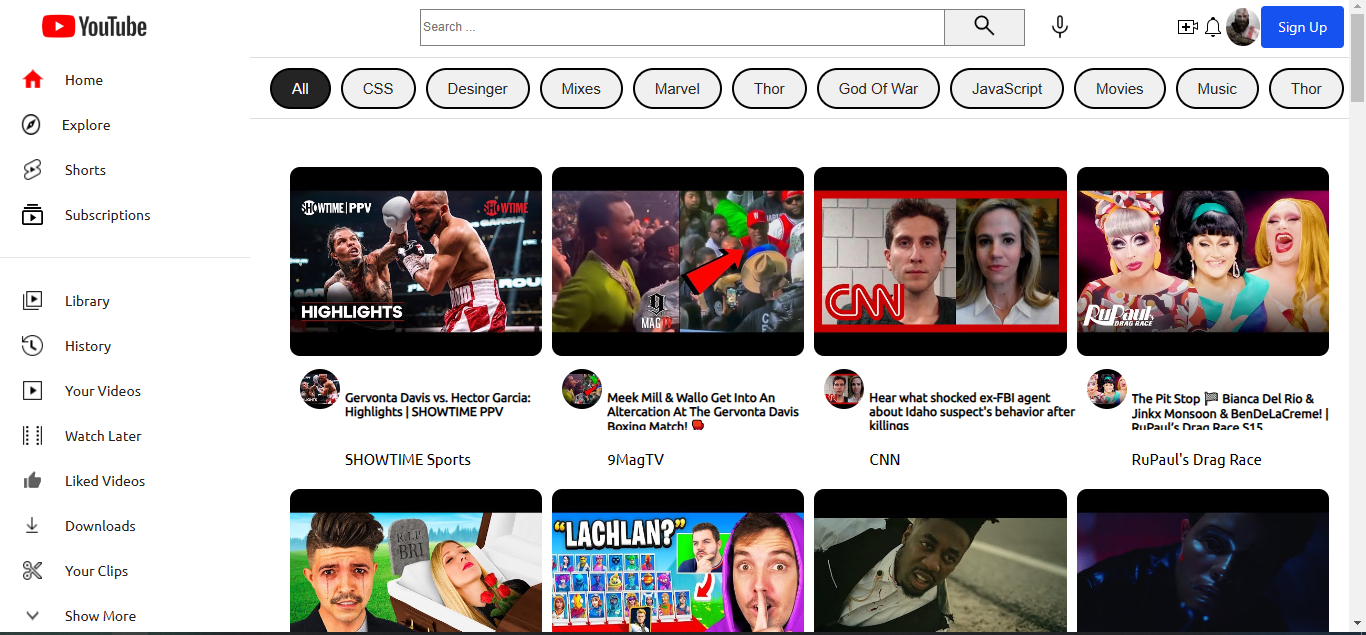 YouTube
Search ...
Sign Up
Home
Explore
Shorts
Subscriptions
Library
History
Your Videos
Watch Later
Liked Videos
Downloads
Your Clips
Show More
All
CSS
Desinger
Mixes
Marvel
Thor
God Of War
JavaScript
Movies
Music
Thor
SHOWTIME PPV
SHOWTIME
HIGHLIGHTS
MAGTV
CNN
RuPaul's
DRAG RACE
Gervonta Davis vs. Hector Garcia:
Highlights | SHOWTIME PPV
SHOWTIME Sports
Meek Mill & Wallo Get Into An
Altercation At The Gervonta Davis
Boxing Match! 🥊
9MagTV
Hear what shocked ex-FBI agent
about Idaho suspect's behavior after
killings
CNN
The Pit Stop 🏁 Bianca Del Rio &
Jinkx Monsoon & BenDeLaCreme! |
RuPaul's Drag Race S15
RuPaul's Drag Race
R.I.P.
BRI
"LACHLAN?"